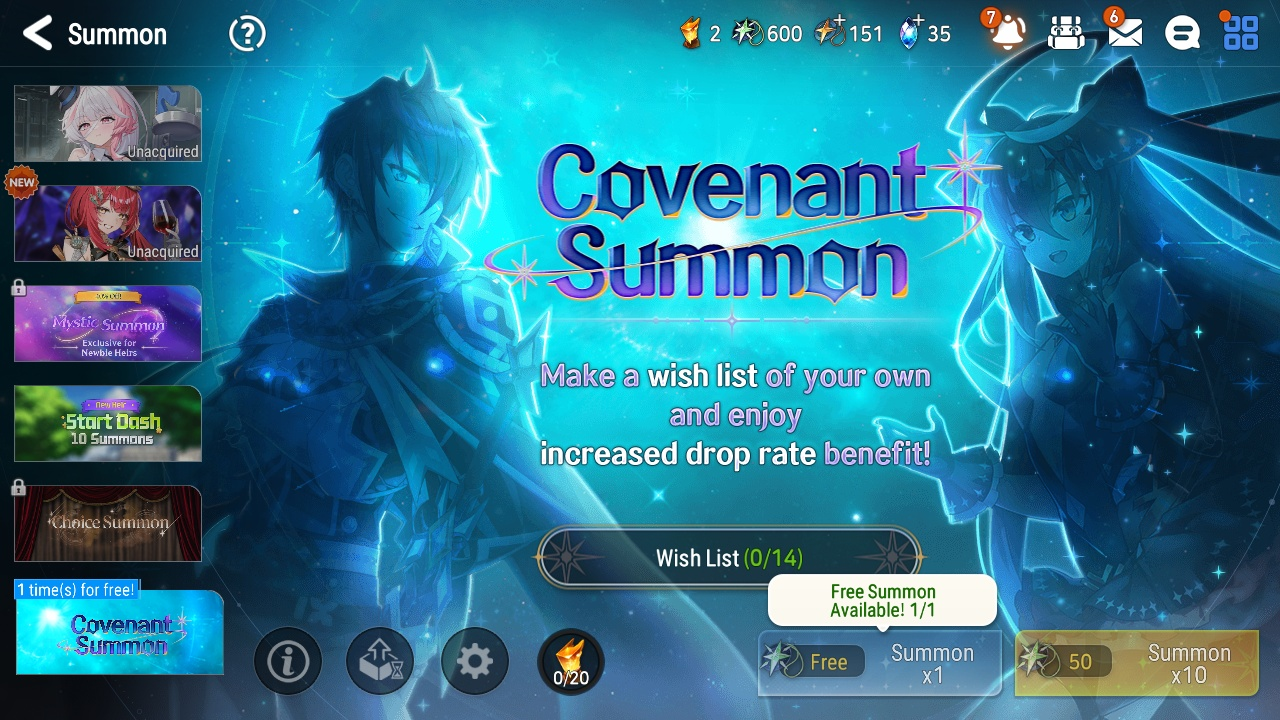 Summon
?
2
600
151
35
7
6
Unacquired
NEW
Unacquired
Mystic Summon
Exclusive for
Newbie Heirs
New Heir
Start Dash
10 Summons
Choice Summon
1 time(s) for free!
Covenant
Summon
Covenant
Summon
Make a wish list of your own
and enjoy
increased drop rate benefit!
Wish List (0/14)
Free Summon
Available! 1/1
0/20
Free
Summon
x1
50
Summon
x10